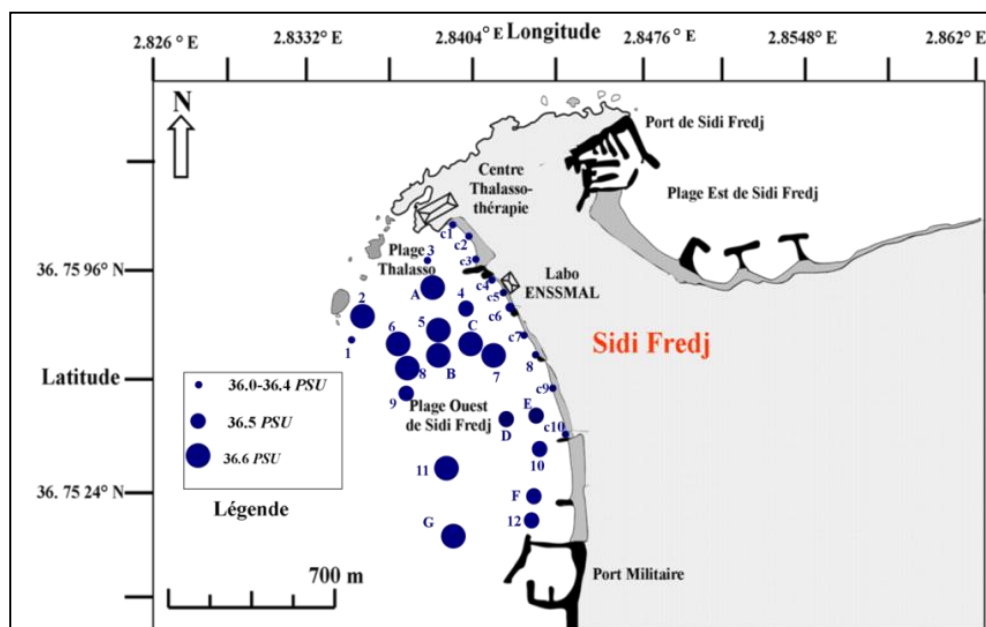 Longitude
2.826° E 2.8332° E 2.8404° E 2.8476° E 2.8548° E 2.862° E
N
Port de Sidi Fredj
Centre
Thalasso-
thérapie
Plage Est de Sidi Fredj
c1
c2
Plage
Thalasso
3
c3
36.7596° N
A
c4
Labo
ENSSMAL
c5
2
4
c6
5
C
6
c7
1
B
7
8
8
Latitude
9
c9
Sidi Fredj
36.0-36.4 PSU
36.5 PSU
36.6 PSU
Légende
Plage Ouest
de Sidi Fredj
E
D
c10
10
11
36. 7524° N
F
12
G
Port Militaire
700 m